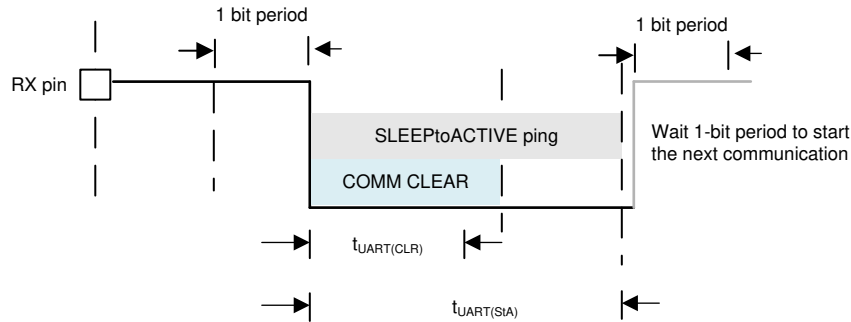 1 bit period
1 bit period
RX pin
SLEEPtoACTIVE ping
Wait 1-bit period to start
the next communication
COMM CLEAR
tUART(CLR)
tUART(StA)